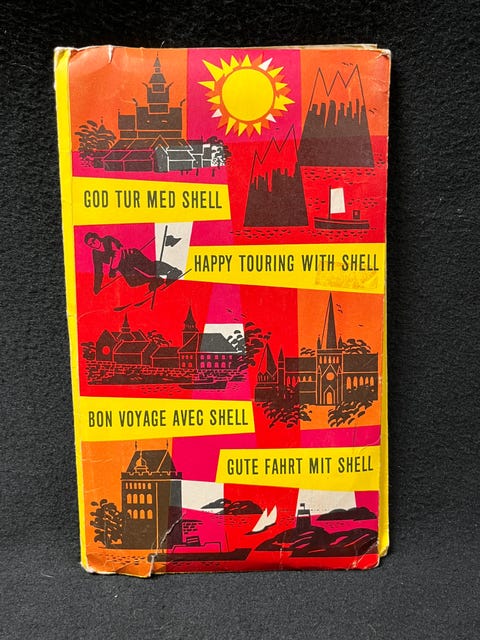 GOD TUR MED SHELL
HAPPY TOURING WITH SHELL
BON VOYAGE AVEC SHELL
GUTE FAHRT MIT SHELL